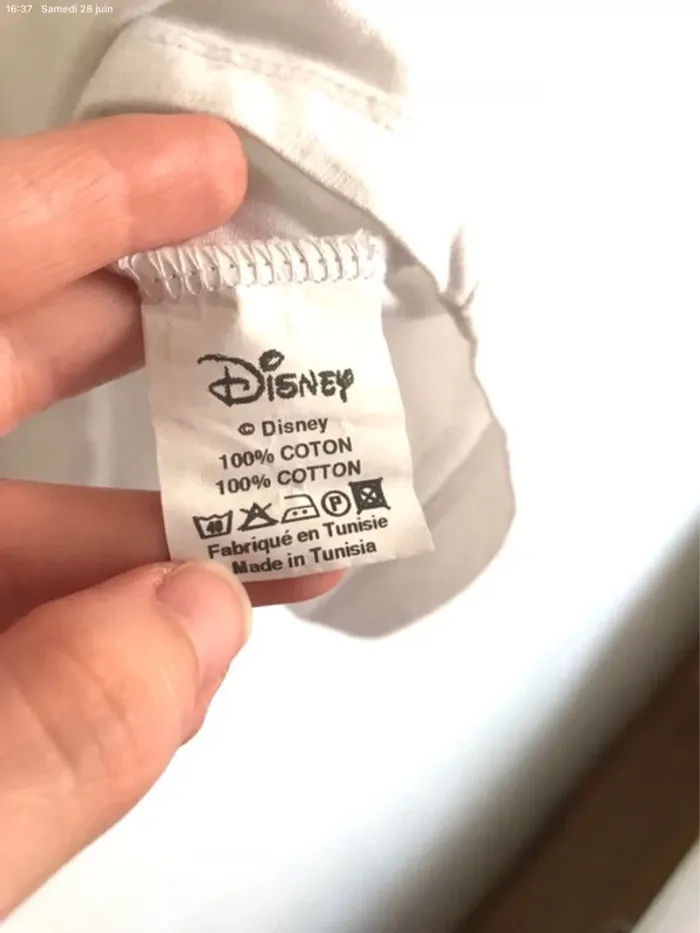 16:37 Samedi 28 juin
Disney
© Disney
100% COTON
100% COTTON
40 P
Fabriqué en Tunisie
Made in Tunisia